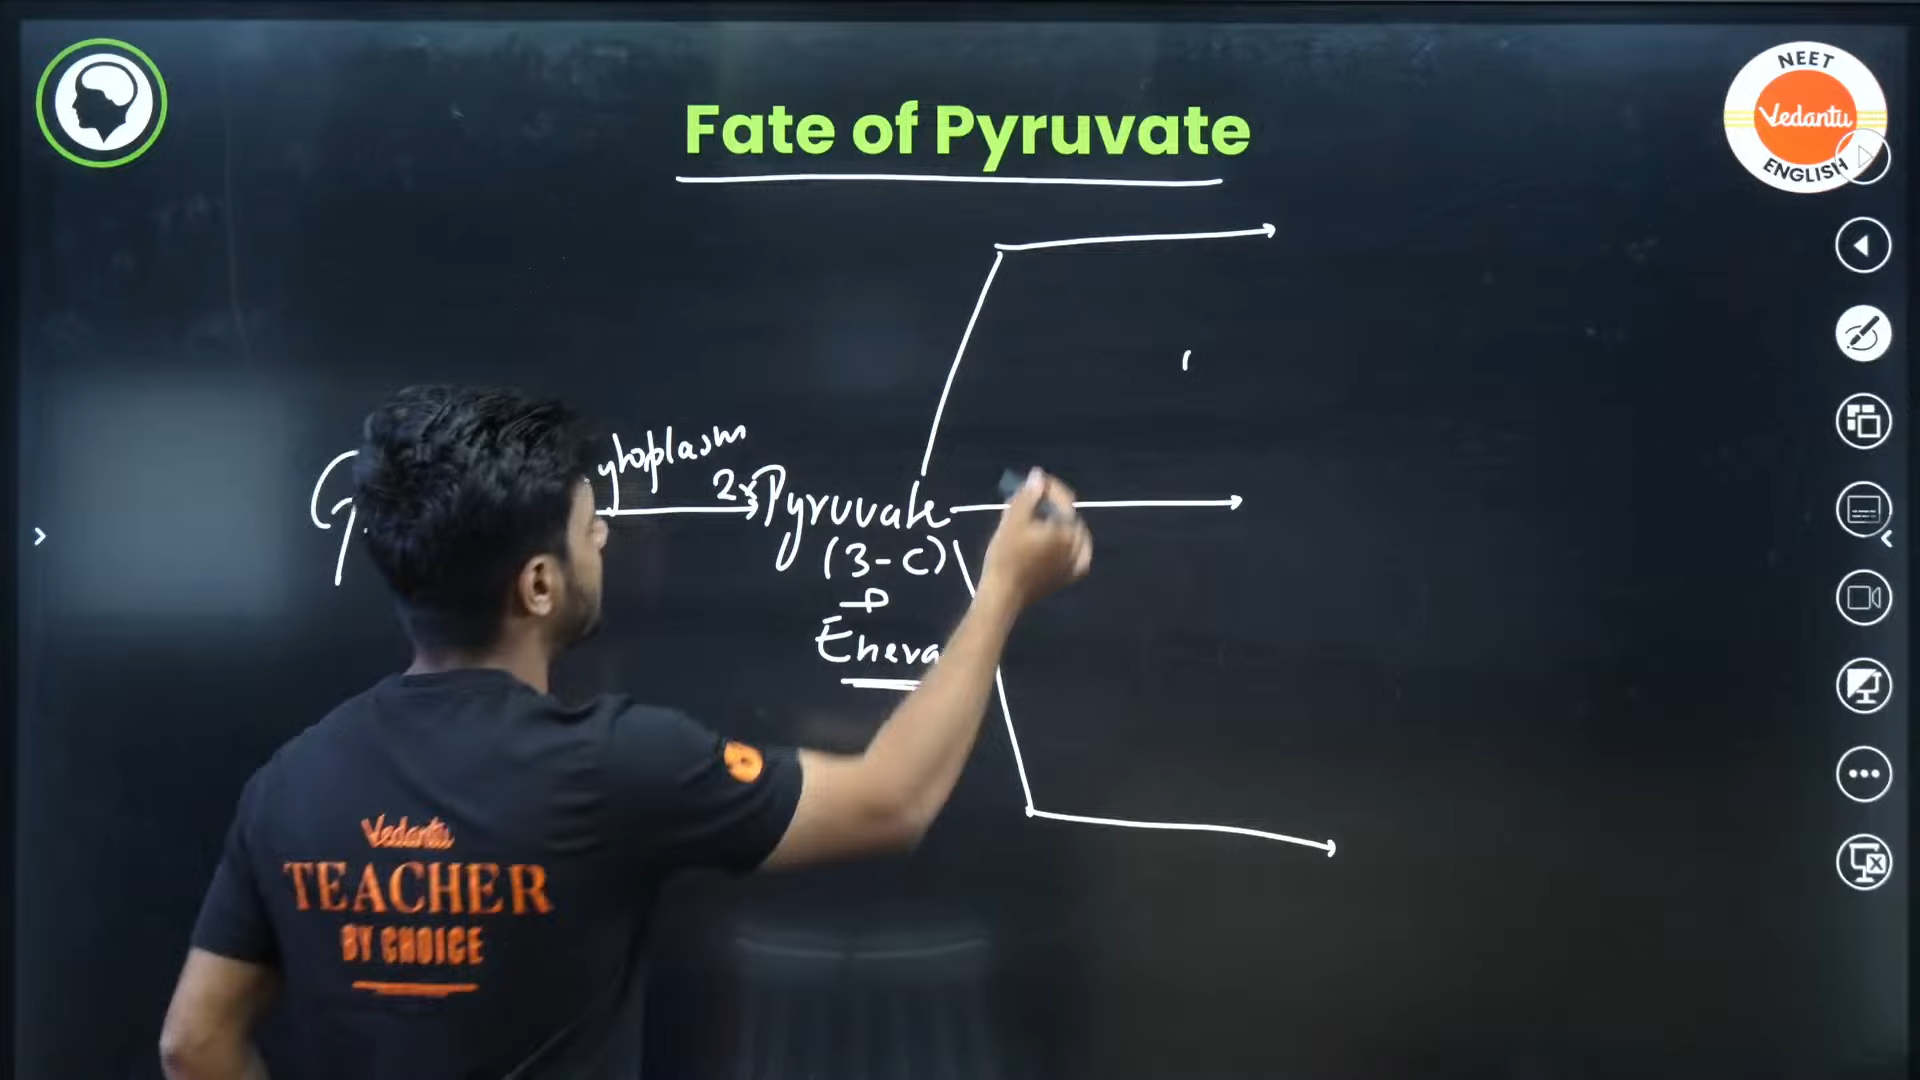 Fate of Pyruvate
NEET
Vedantu
ENGLISH
ytoplasm
2x Pyruvate
(3-C)
Vedantu
TEACHER
BY CHOICE